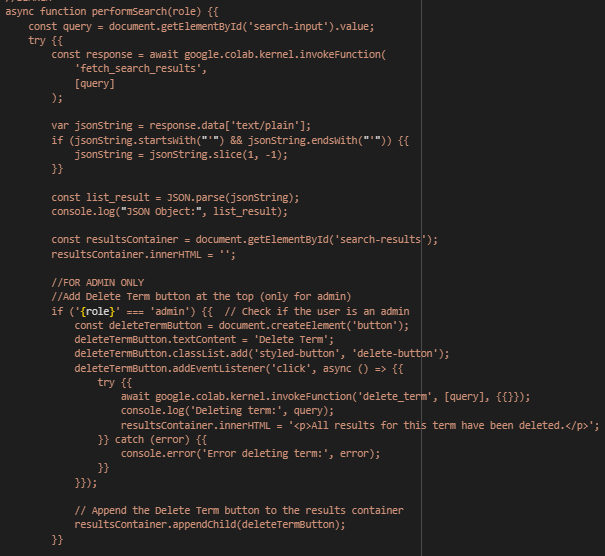 async function performSearch(role) {{
    const query = document.getElementById('search-input').value;
    try {{
        const response = await google.colab.kernel.invokeFunction(
            'fetch_search_results',
            [query]
        );

        var jsonString = response.data['text/plain'];
        if (jsonString.startsWith("'") && jsonString.endsWith("'")) {{
            jsonString = jsonString.slice(1, -1);
        }}

        const list_result = JSON.parse(jsonString);
        console.log("JSON Object:", list_result);

        const resultsContainer = document.getElementById('search-results');
        resultsContainer.innerHTML = '';

        //FOR ADMIN ONLY
        //Add Delete Term button at the top (only for admin)
        if ('{role}' === 'admin') {{  // Check if the user is an admin
            const deleteTermButton = document.createElement('button');
            deleteTermButton.textContent = 'Delete Term';
            deleteTermButton.classList.add('styled-button', 'delete-button');
            deleteTermButton.addEventListener('click', async () => {{
                try {{
                    await google.colab.kernel.invokeFunction('delete_term', [query], {{}});
                    console.log('Deleting term:', query);
                    resultsContainer.innerHTML = '<p>All results for this term have been deleted.</p>';
                }} catch (error) {{
                    console.error('Error deleting term:', error);
                }}
            }});

            // Append the Delete Term button to the results container
            resultsContainer.appendChild(deleteTermButton);
        }}